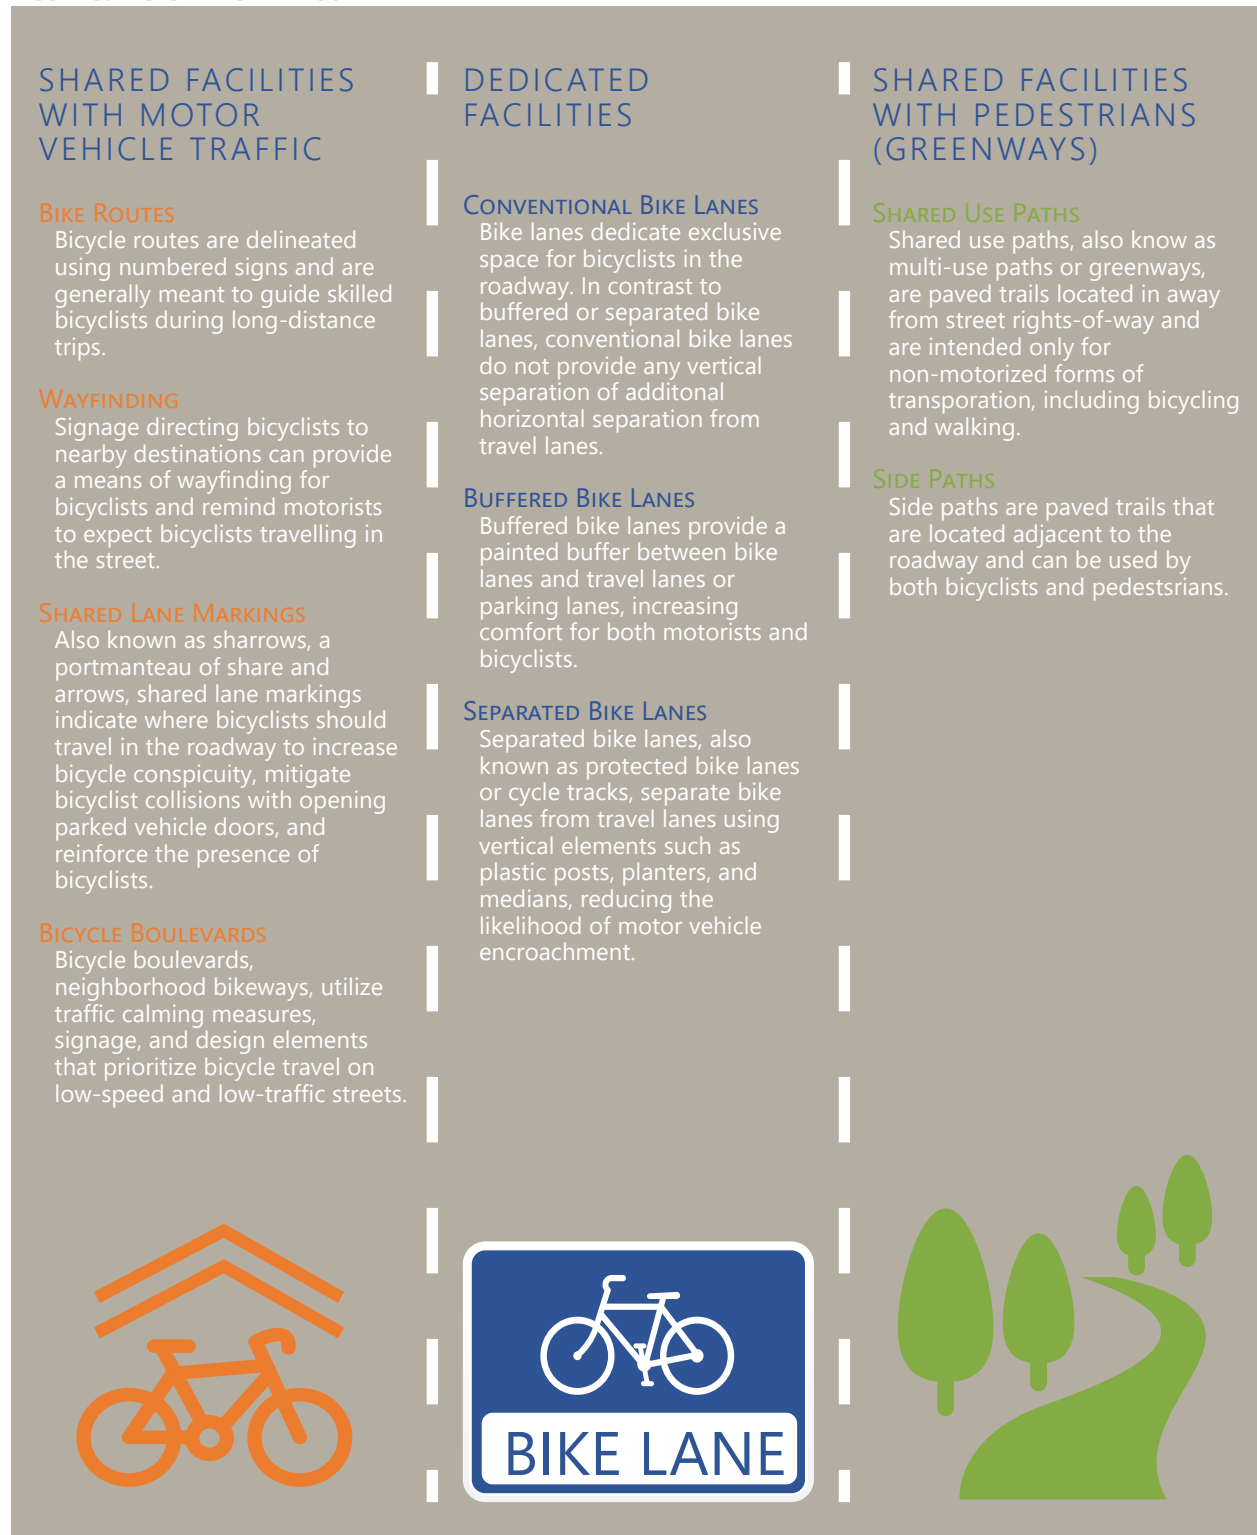 SHARED FACILITIES
WITH MOTOR
VEHICLE TRAFFIC
BIKE ROUTES
Bicycle routes are delineated
using numbered signs and are
generally meant to guide skilled
bicyclists during long-distance
trips.
WAYFINDING
Signage directing bicyclists to
nearby destinations can provide
a means of wayfinding for
bicyclists and remind motorists
to expect bicyclists travelling in
the street.
SHARED LANE MARKINGS
Also known as sharrows, a
portmanteau of share and
arrows, shared lane markings
indicate where bicyclists should
travel in the roadway to increase
bicycle conspicuity, mitigate
bicyclist collisions with opening
parked vehicle doors, and
reinforce the presence of
bicyclists.
BICYCLE BOULEVARDS
Bicycle boulevards,
neighborhood bikeways, utilize
traffic calming measures,
signage, and design elements
that prioritize bicycle travel on
low-speed and low-traffic streets.
DEDICATED
FACILITIES
CONVENTIONAL BIKE LANES
Bike lanes dedicate exclusive
space for bicyclists in the
roadway. In contrast to
buffered or separated bike
lanes, conventional bike lanes
do not provide any vertical
separation of additonal
horizontal separation from
travel lanes.
BUFFERED BIKE LANES
Buffered bike lanes provide a
painted buffer between bike
lanes and travel lanes or
parking lanes, increasing
comfort for both motorists and
bicyclists.
SEPARATED BIKE LANES
Separated bike lanes, also
known as protected bike lanes
or cycle tracks, separate bike
lanes from travel lanes using
vertical elements such as
plastic posts, planters, and
medians, reducing the
likelihood of motor vehicle
encroachment.
BIKE LANE
SHARED FACILITIES
WITH PEDESTRIANS
(GREENWAYS)
SHARED USE PATHS
Shared use paths, also know as
multi-use paths or greenways,
are paved trails located in away
from street rights-of-way and
are intended only for
non-motorized forms of
transporation, including bicycling
and walking.
SIDE PATHS
Side paths are paved trails that
are located adjacent to the
roadway and can be used by
both bicyclists and pedestsrians.